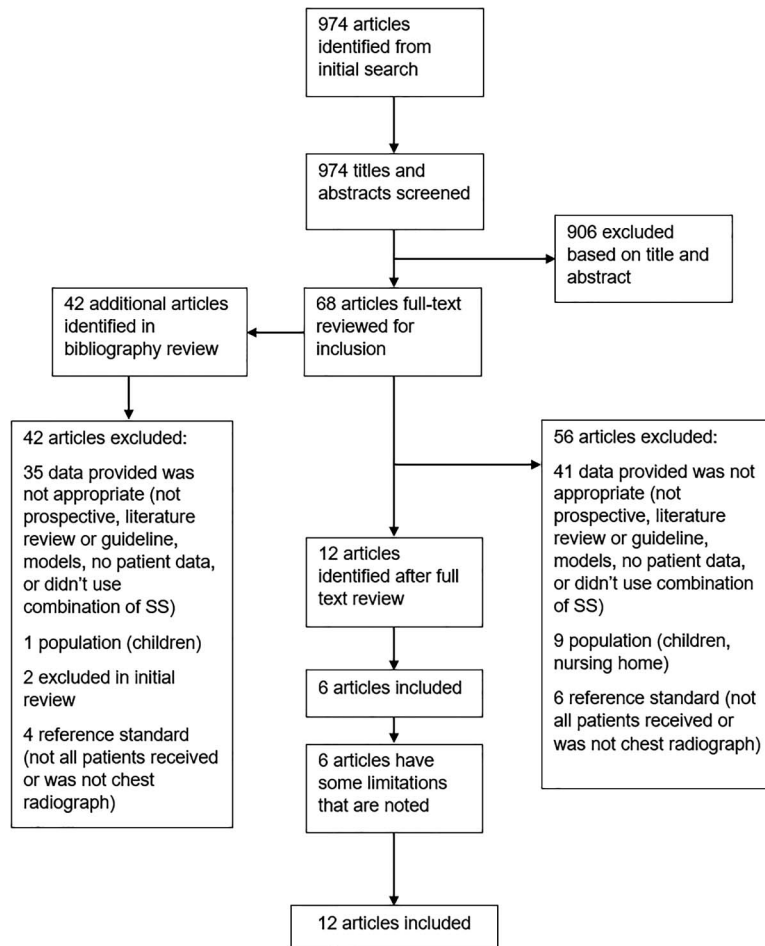 974 articles
identified from
initial search
974 titles and
abstracts screened
906 excluded
based on title and
abstract
42 additional articles
identified in
bibliography review
68 articles full-text
reviewed for
inclusion
42 articles excluded:
35 data provided was
not appropriate (not
prospective, literature
review or guideline,
models, no patient data,
or didn't use
combination of SS)
1 population (children)
2 excluded in initial
review
4 reference standard
(not all patients received
or was not chest
radiograph)
56 articles excluded:
41 data provided was not
appropriate (not
prospective, literature
review or guideline,
models, no patient data,
or didn't use combination
of SS)
9 population (children,
nursing home)
6 reference standard (not
all patients received or
was not chest radiograph)
12 articles
identified after full
text review
6 articles included
6 articles have
some limitations
that are noted
12 articles included